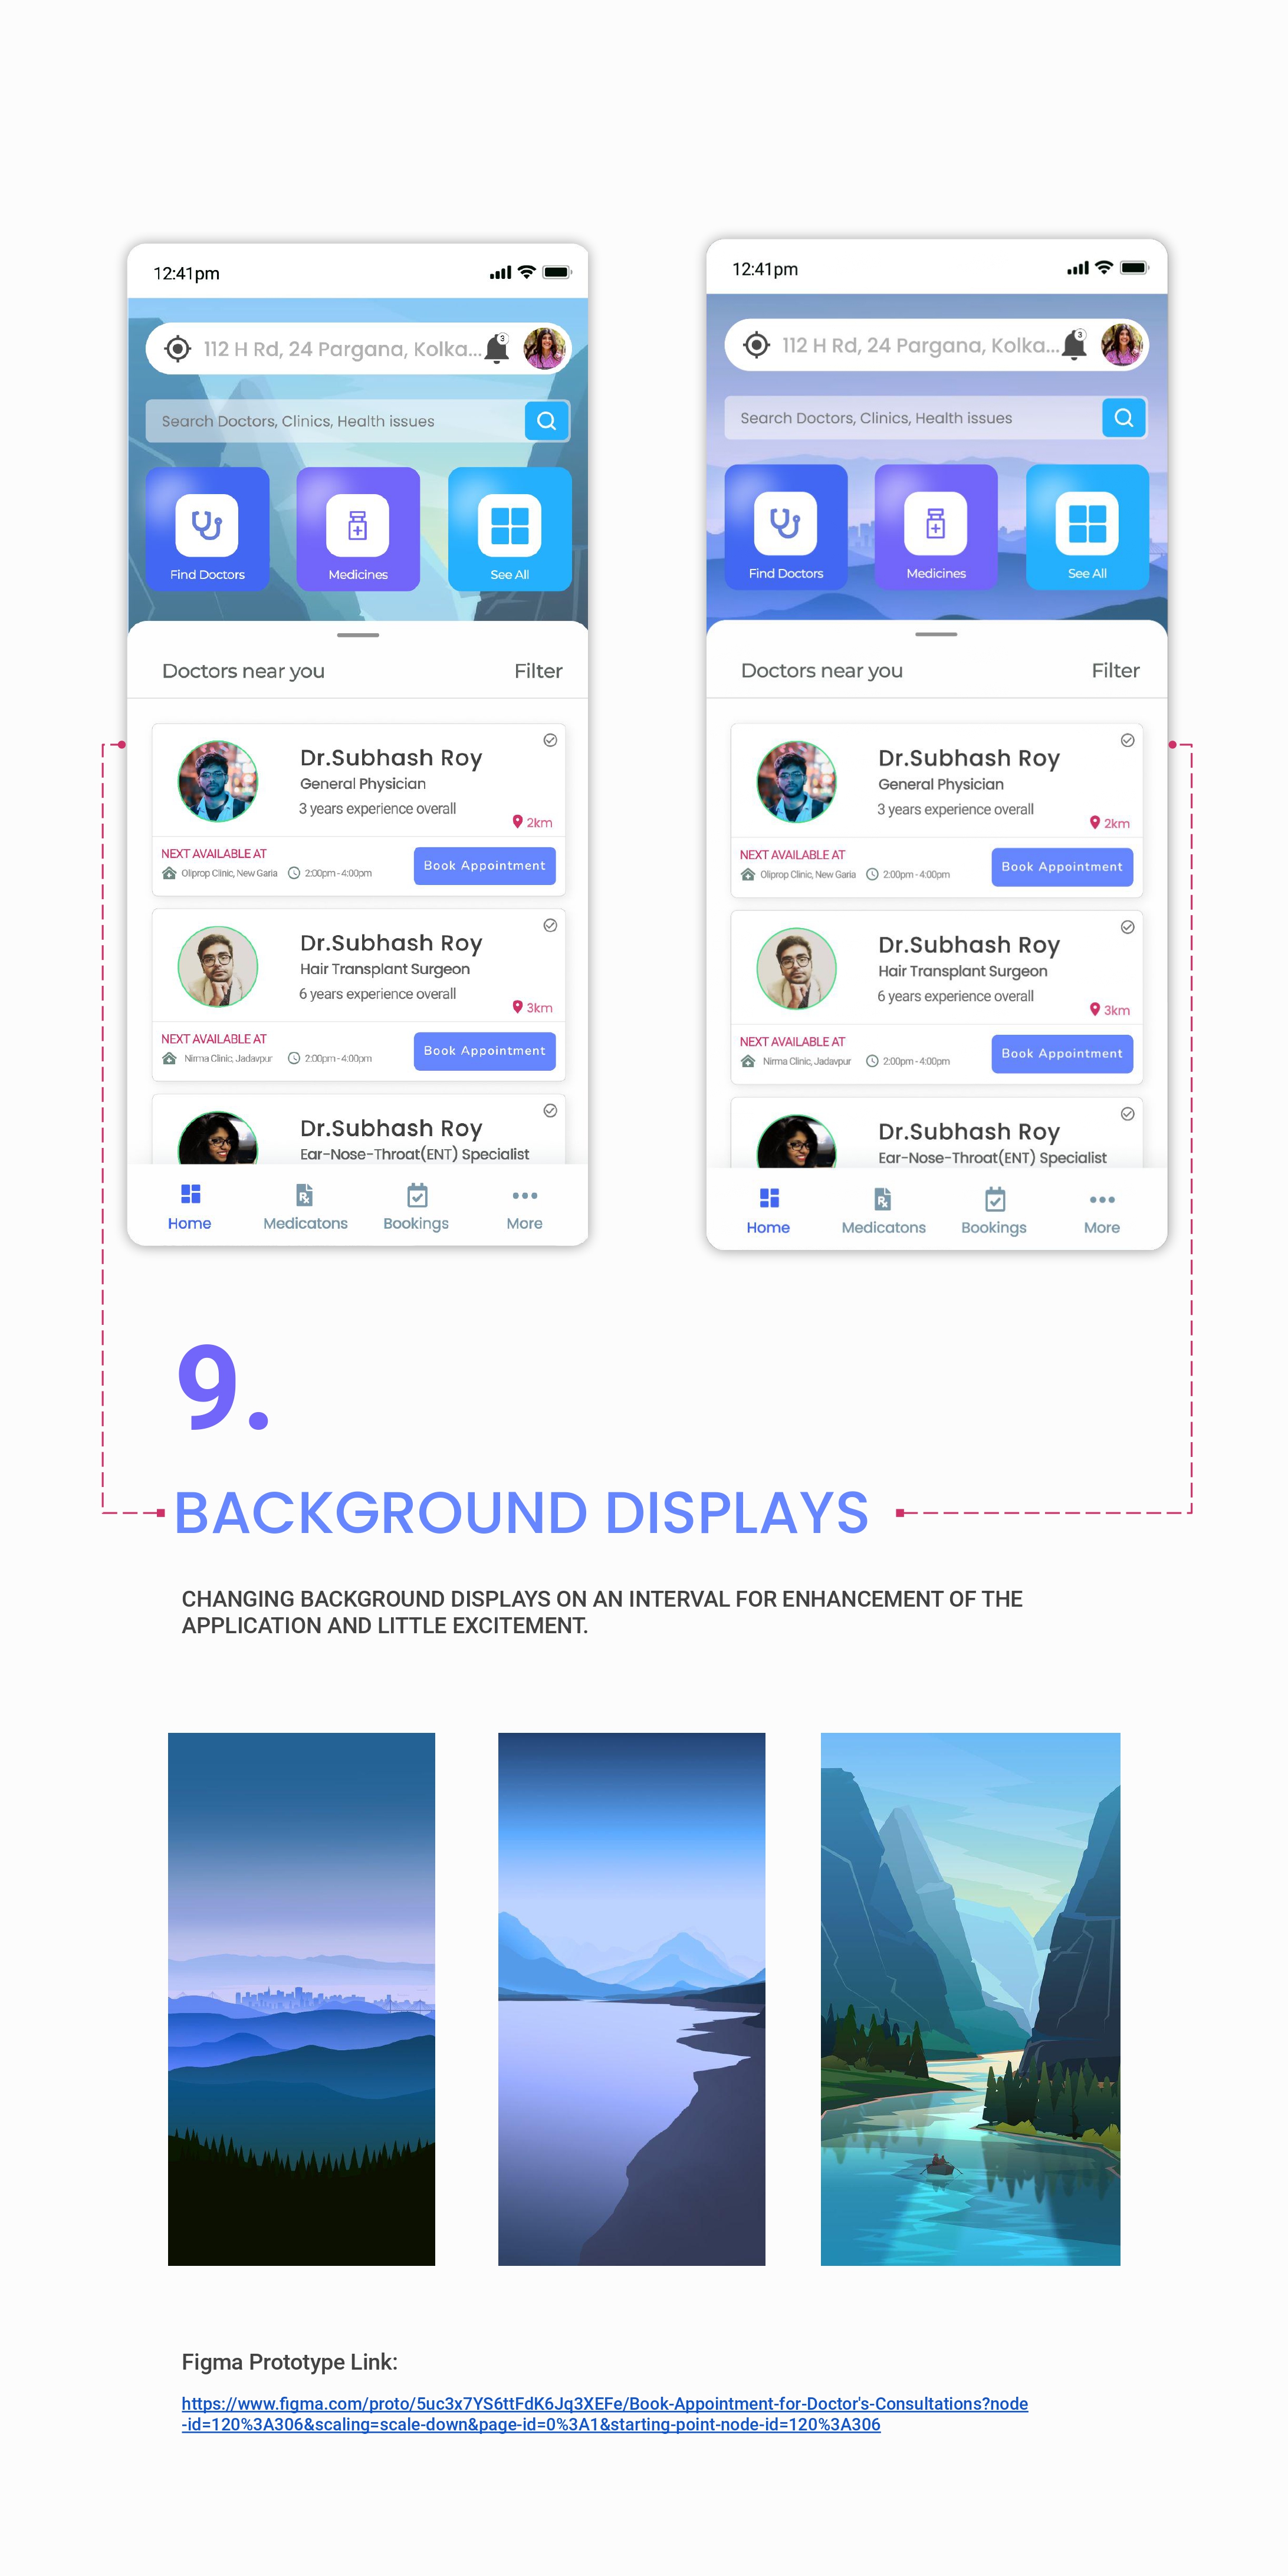 12:41pm
112 H Rd, 24 Pargana, Kolka...
3
Search Doctors, Clinics, Health issues
Find Doctors
Medicines
See All
Doctors near you
Filter
Dr.Subhash Roy
General Physician
3 years experience overall
2km
NEXT AVAILABLE AT
Oliprop Clinic, New Garia
2:00pm - 4:00pm
Book Appointment
Dr.Subhash Roy
Hair Transplant Surgeon
6 years experience overall
3km
NEXT AVAILABLE AT
Nirma Clinic, Jadavpur
2:00pm - 4:00pm
Book Appointment
Dr.Subhash Roy
Ear-Nose-Throat(ENT) Specialist
Home
Medicatons
Bookings
More
12:41pm
112 H Rd, 24 Pargana, Kolka...
3
Search Doctors, Clinics, Health issues
Find Doctors
Medicines
See All
Doctors near you
Filter
Dr.Subhash Roy
General Physician
3 years experience overall
2km
NEXT AVAILABLE AT
Oliprop Clinic, New Garia
2:00pm - 4:00pm
Book Appointment
Dr.Subhash Roy
Hair Transplant Surgeon
6 years experience overall
3km
NEXT AVAILABLE AT
Nirma Clinic, Jadavpur
2:00pm - 4:00pm
Book Appointment
Dr.Subhash Roy
Ear-Nose-Throat(ENT) Specialist
Home
Medicatons
Bookings
More
9.
BACKGROUND DISPLAYS
CHANGING BACKGROUND DISPLAYS ON AN INTERVAL FOR ENHANCEMENT OF THE
APPLICATION AND LITTLE EXCITEMENT.
Figma Prototype Link:
https://www.figma.com/proto/5uc3x7YS6ttFdK6Jq3XEFe/Book-Appointment-for-Doctor's-Consultations?node
-id=120%3A306&scaling=scale-down&page-id=0%3A1&starting-point-node-id=120%3A306